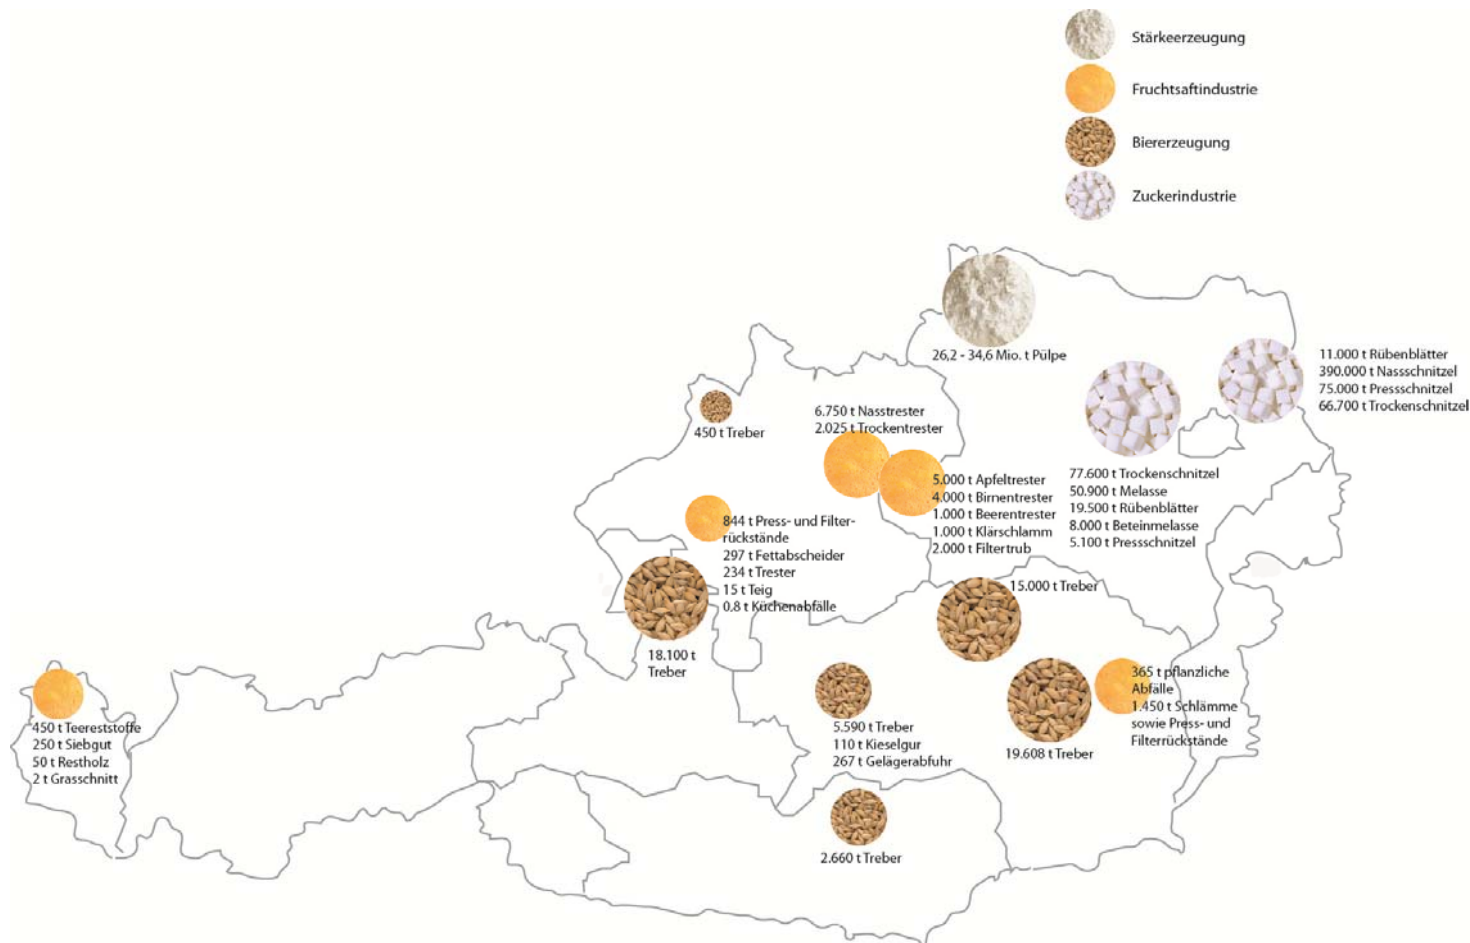 Stärkeerzeugung
Fruchtsaftindustrie
Biererzeugung
Zuckerindustrie
26,2 - 34,6 Mio. t Pülpe
11.000 t Rübenblätter
390.000 t Nassschnitzel
75.000 t Pressschnitzel
66.700 t Trockenschnitzel
450 t Treber
6.750 t Nasstrester
2.025 t Trockentrester
5.000 t Apfeltrester
4.000 t Birnentrester
1.000 t Beerentrester
1.000 t Klärschlamm
2.000 t Filtertrub
77.600 t Trockenschnitzel
50.900 t Melasse
19.500 t Rübenblätter
8.000 t Beteinmelasse
5.100 t Pressschnitzel
844 t Press- und Filter-
rückstände
297 t Fettabscheider
234 t Trester
15 t Teig
0,8 t Küchenabfälle
15.000 t Treber
18.100 t
Treber
365 t pflanzliche
Abfälle
1.450 t Schlämme
sowie Press- und
Filterrückstände
450 t Teereststoffe
250 t Siebgut
50 t Restholz
2 t Grasschnitt
5.590 t Treber
110 t Kieselgur
267 t Gelägerabfuhr
19.608 t Treber
2.660 t Treber